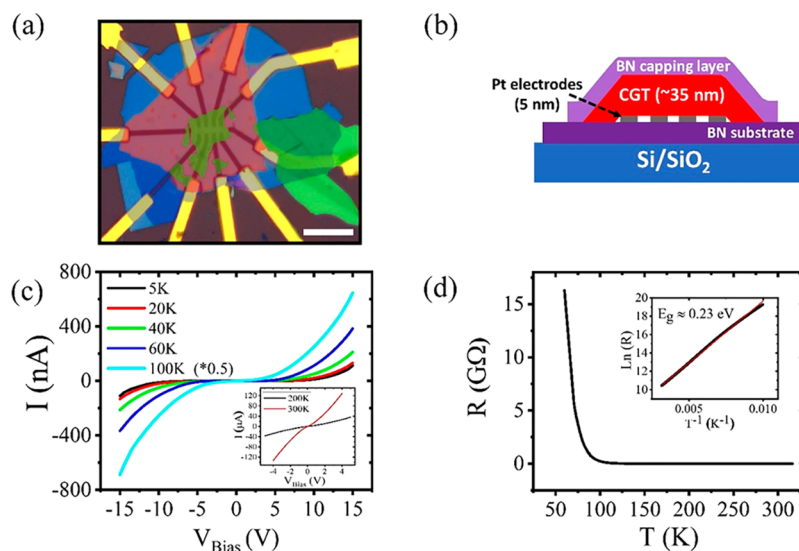 (a)
(b)
BN capping layer
Pt electrodes
(5 nm)
CGT (~35 nm)
BN substrate
Si/SiO₂
(c)
800
400
0
-400
-800
I (nA)
5K
20K
40K
60K
100K (*0.5)
-15 -10 -5 0 5 10 15
V_Bias (V)
200K
300K
120
80
40
0
-40
-80
-120
I (μA)
-4 -2 0 2 4
V_Bias (V)
(d)
15
10
5
0
R (GΩ)
50 100 150 200 250 300
T (K)
E_g ≈ 0.23 eV
20
18
16
14
12
10
Ln (R)
0.005 0.010
T⁻¹ (K⁻¹)